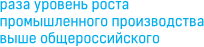 раза уровень роста
промышленного производства
выше общероссийского